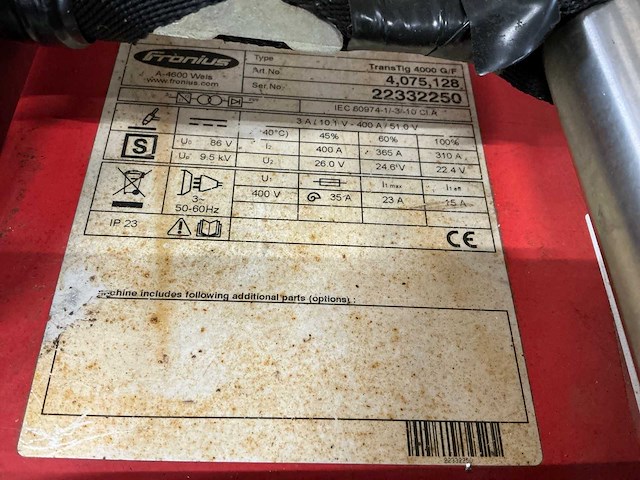 Fronius
A-4600 Wels
www.fronius.com
Type TransTig 4000 G/F
Art.No. 4,075,128
Ser.No. 22332250
IEC 60974-1/-3/-10 Cl.A
3 A / 10.1 V - 400 A / 51.0 V
40°C) 45% 60% 100%
S U0 86 V I2 400 A 365 A 310 A
Up 9.5 kV U2 26.0 V 24.6 V 22.4 V
U1 I1max I1eff
3~ 400 V 35 A 23 A 15 A
50-60Hz
IP 23
CE
machine includes following additional parts (options) :
22332250